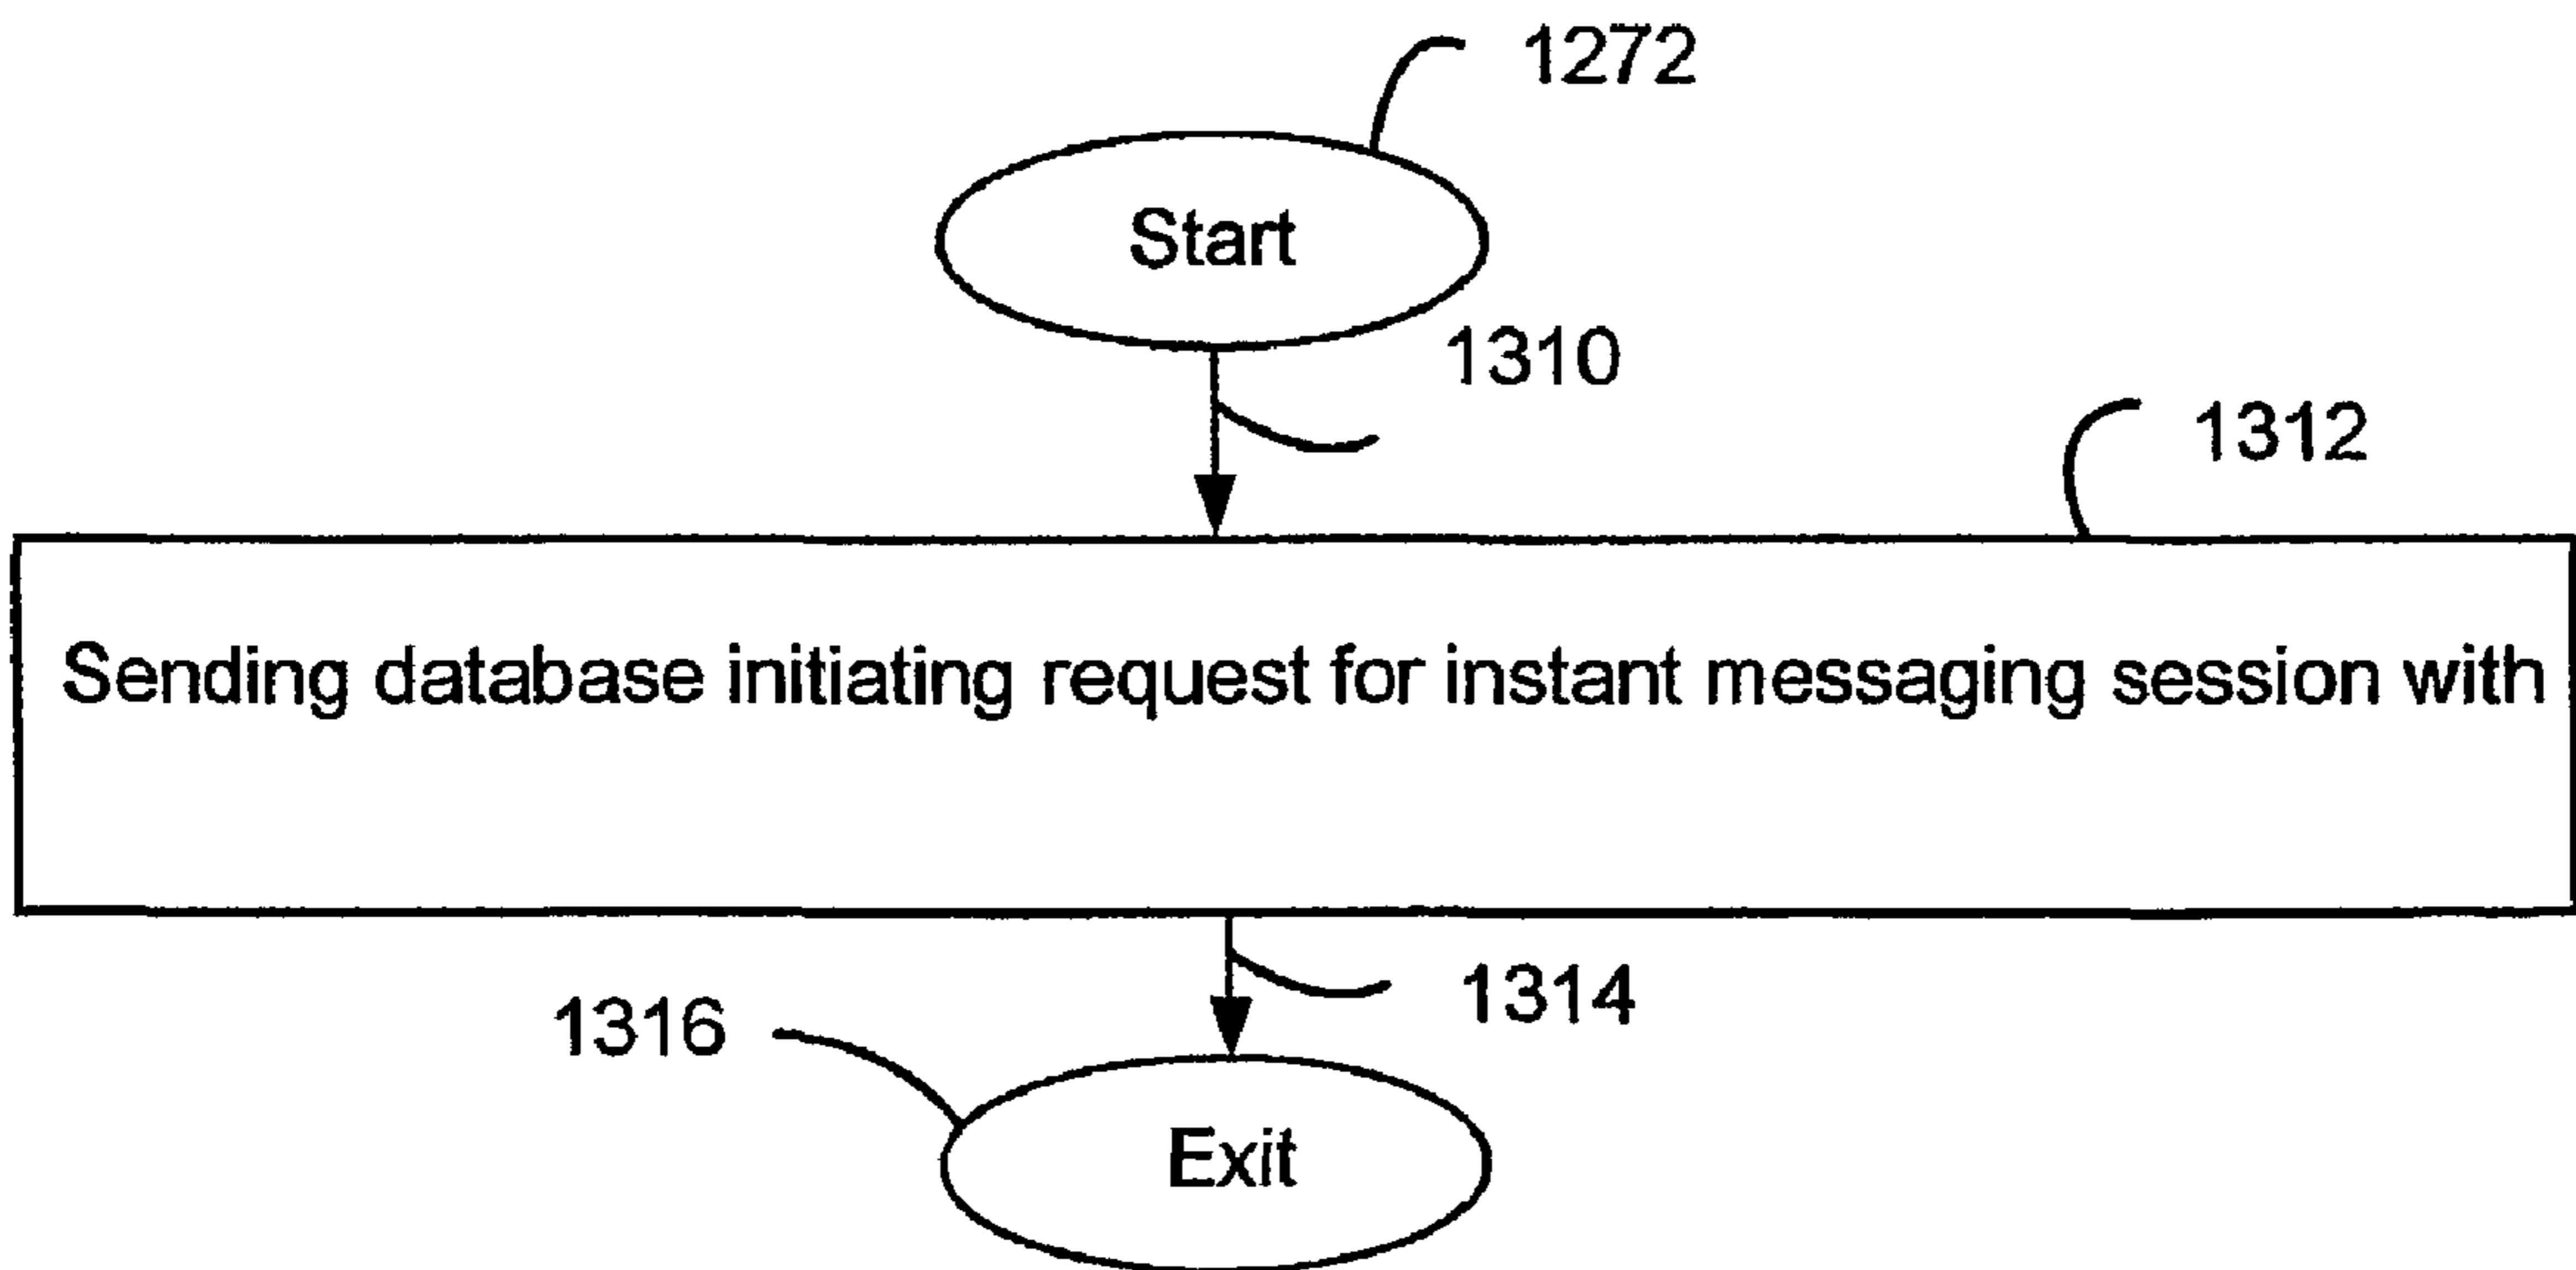 1272
Start
1310
1312
Sending database initiating request for instant messaging session with
1314
1316
Exit